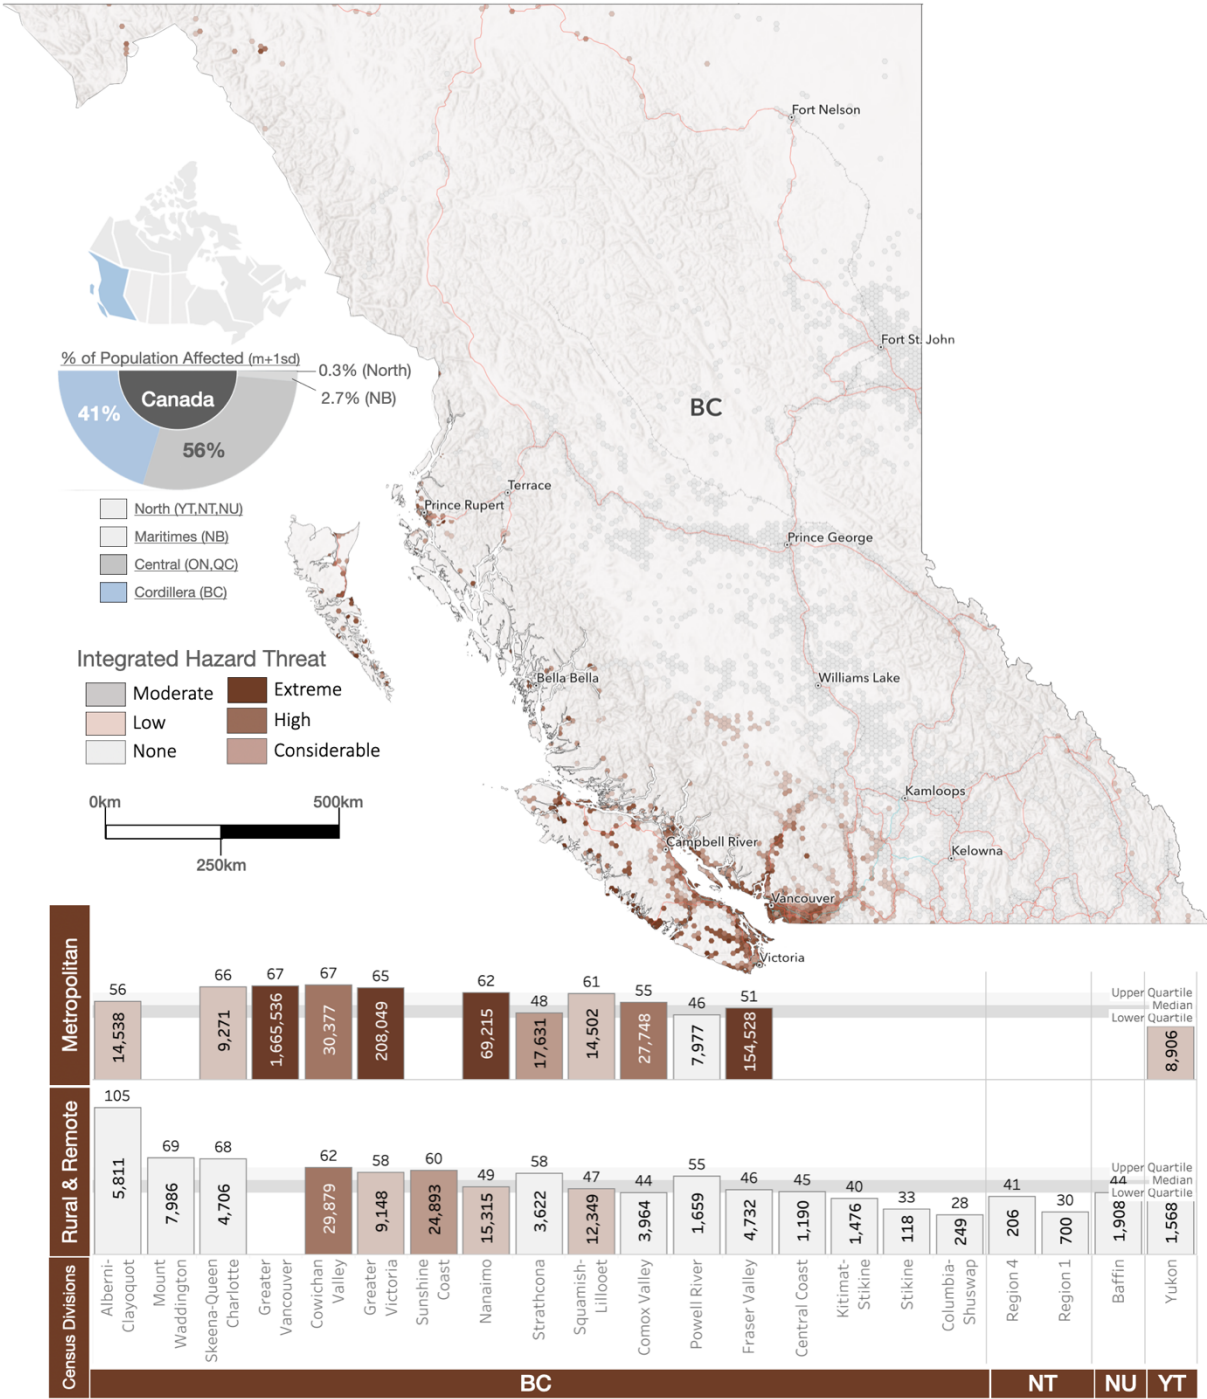 Fort Nelson
Fort St. John
BC
% of Population Affected (m+1sd)
0.3% (North)
2.7% (NB)
Canada
41%
56%
North (YT,NT,NU)
Maritimes (NB)
Central (ON,QC)
Cordillera (BC)
Terrace
Prince Rupert
Prince George
Integrated Hazard Threat
Moderate
Low
None
Extreme
High
Considerable
Bella Bella
Williams Lake
0km
500km
250km
Kamloops
Campbell River
Kelowna
Vancouver
Victoria
Metropolitan
56
66
67
67
65
62
48
61
55
46
51
14,538
9,271
1,665,536
30,377
208,049
69,215
17,631
14,502
27,748
7,977
154,528
8,906
Upper Quartile
Median
Lower Quartile
Rural & Remote
105
69
68
62
58
60
49
58
47
44
55
46
45
40
33
28
41
30
44
5,811
7,986
4,706
29,879
9,148
24,893
15,315
3,622
12,349
3,964
1,659
4,732
1,190
1,476
118
249
206
700
1,908
1,568
Upper Quartile
Median
Lower Quartile
Census Divisions
Alberni-
Clayoquot
Mount
Waddington
Skeena-Queen
Charlotte
Greater
Vancouver
Cowichan
Valley
Greater
Victoria
Sunshine
Coast
Nanaimo
Strathcona
Squamish-
Lillooet
Comox Valley
Powell River
Fraser Valley
Central Coast
Kitimat-
Stikine
Stikine
Columbia-
Shuswap
Region 4
Region 1
Baffin
Yukon
BC
NT
NU
YT